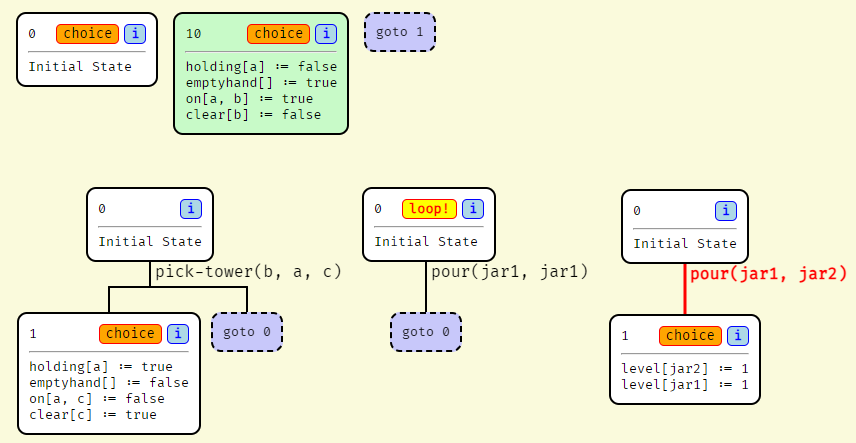 0 choice i
Initial State
10 choice i
holding[a] := false
emptyhand[] := true
on[a, b] := true
clear[b] := false
goto 1
0 i
Initial State
pick-tower(b, a, c)
1 choice i
holding[a] := true
emptyhand[] := false
on[a, c] := false
clear[c] := true
goto 0
0 loop! i
Initial State
pour(jar1, jar1)
goto 0
0 i
Initial State
pour(jar1, jar2)
1 choice i
level[jar2] := 1
level[jar1] := 1